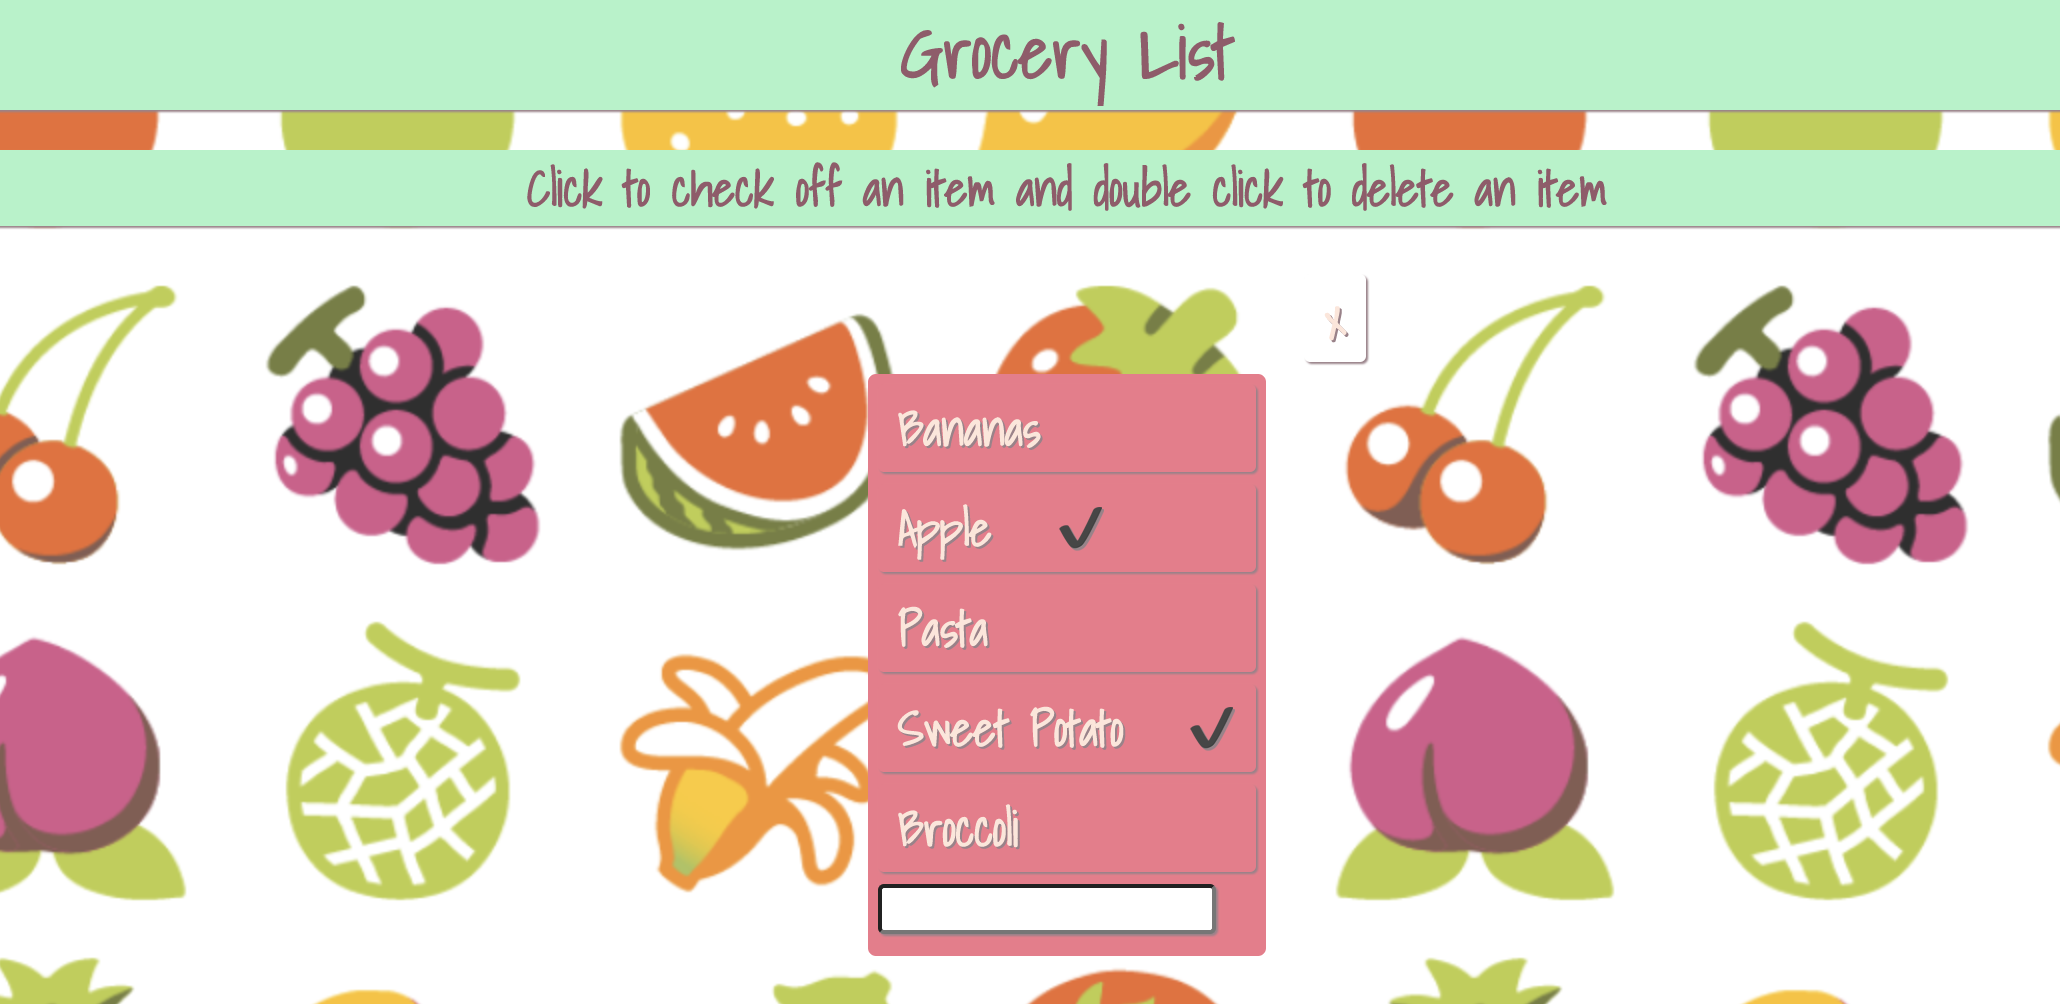 Grocery List
Click to check off an item and double click to delete an item
x
Bananas
Apple ✔
Pasta
Sweet Potato ✔
Broccoli